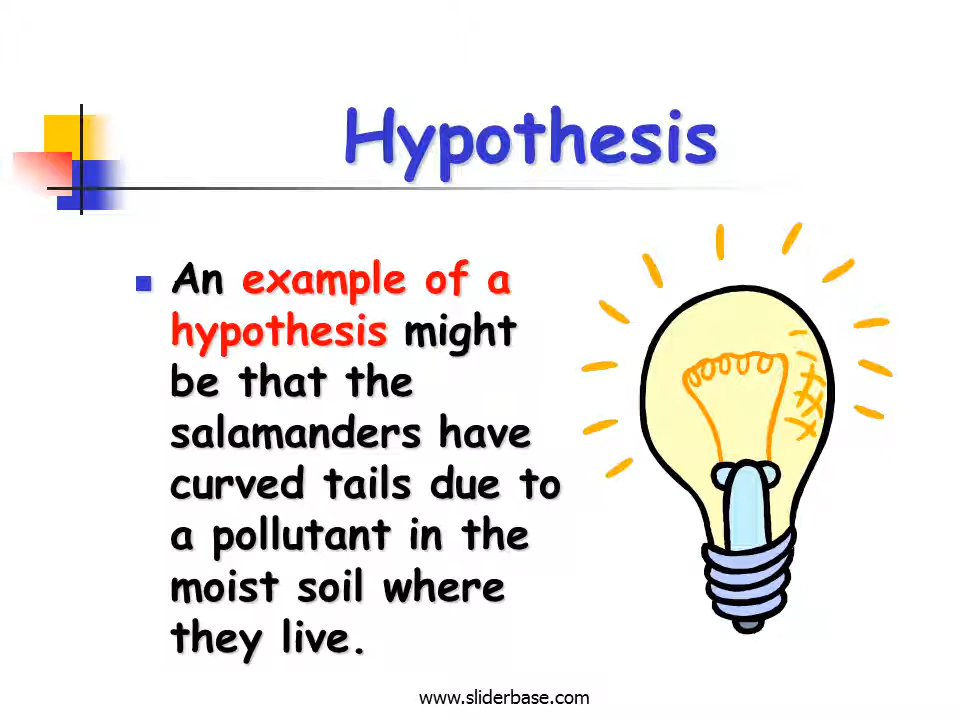 Hypothesis
An example of a
hypothesis might
be that the
salamanders have
curved tails due to
a pollutant in the
moist soil where
they live.
www.sliderbase.com